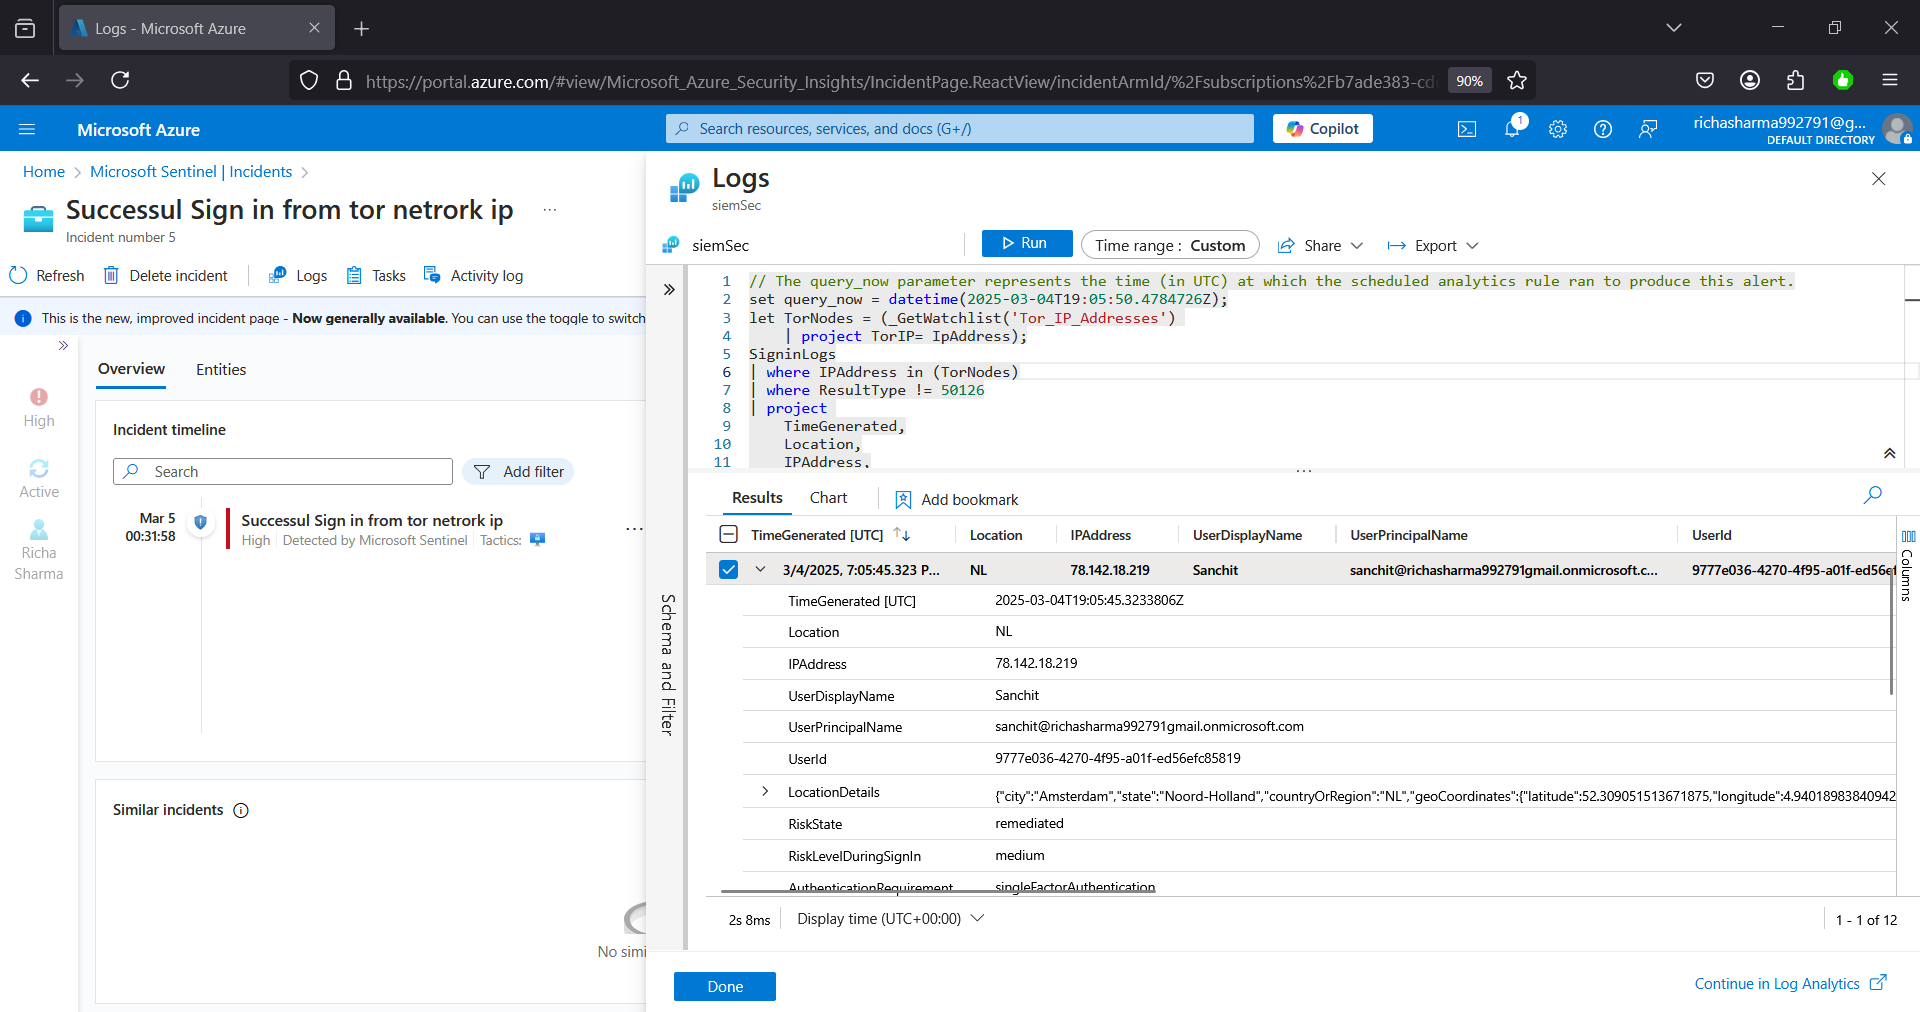 Logs - Microsoft Azure
https://portal.azure.com/#view/Microsoft_Azure_Security_Insights/IncidentPage.ReactView/incidentArmId/%2Fsubscriptions%2Fb7ade383-cd
90%
Microsoft Azure
Search resources, services, and docs (G+/)
Copilot
1
richasharma992791@g...
DEFAULT DIRECTORY
Home > Microsoft Sentinel | Incidents >
Successul Sign in from tor netrork ip ...
Incident number 5
Refresh
Delete incident
Logs
Tasks
Activity log
This is the new, improved incident page - Now generally available. You can use the toggle to switch
High
Active
Richa
Sharma
Overview
Entities
Incident timeline
Search
Add filter
Mar 5
00:31:58
Successul Sign in from tor netrork ip
High | Detected by Microsoft Sentinel | Tactics:
...
Similar incidents
No simi
Logs
siemSec
siemSec
Run
Time range : Custom
Share
Export
Schema and Filter
1 // The query_now parameter represents the time (in UTC) at which the scheduled analytics rule ran to produce this alert.
2 set query_now = datetime(2025-03-04T19:05:50.4784726Z);
3 let TorNodes = (_GetWatchlist('Tor_IP_Addresses')
4 | project TorIP= IpAddress);
5 SigninLogs
6 | where IPAddress in (TorNodes)
7 | where ResultType != 50126
8 | project
9 TimeGenerated,
10 Location,
11 IPAddress,
...
Results
Chart
Add bookmark
TimeGenerated [UTC] Location IPAddress UserDisplayName UserPrincipalName UserId
3/4/2025, 7:05:45.323 P... NL 78.142.18.219 Sanchit sanchit@richasharma992791gmail.onmicrosoft.c... 9777e036-4270-4f95-a01f-ed56ef
TimeGenerated [UTC] 2025-03-04T19:05:45.3233806Z
Location NL
IPAddress 78.142.18.219
UserDisplayName Sanchit
UserPrincipalName sanchit@richasharma992791gmail.onmicrosoft.com
UserId 9777e036-4270-4f95-a01f-ed56efc85819
LocationDetails {"city":"Amsterdam","state":"Noord-Holland","countryOrRegion":"NL","geoCoordinates":{"latitude":52.309051513671875,"longitude":4.94018983840942
RiskState remediated
RiskLevelDuringSignIn medium
AuthenticationRequirement singleFactorAuthentication
Columns
2s 8ms
Display time (UTC+00:00)
1 - 1 of 12
Done
Continue in Log Analytics